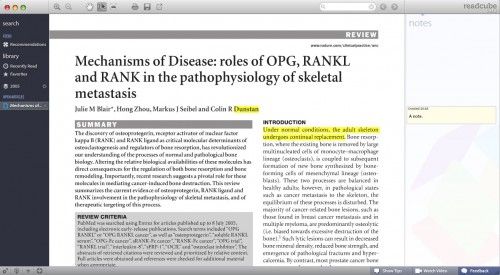 readcube
search
notes
FEED
Recommendations
library
Recently Read
Favorites
2005
Mechanisms of...
REVIEW
www.nature.com/clinicalpractice/onc
Mechanisms of Disease: roles of OPG, RANKL
and RANK in the pathophysiology of skeletal
metastasis
Julie M Blair*, Hong Zhou, Markus J Seibel and Colin R Dunstan
SUMMARY
The discovery of osteoprotegerin, receptor activator of nuclear factor
kappa B (RANK) and RANK ligand as critical molecular determinants of
osteoclastogenesis and regulators of bone resorption, has revolutionized
our understanding of the processes of normal and pathological bone
biology. Altering the relative biological availabilities of these molecules has
direct consequences for the regulation of both bone resorption and bone
remodeling. Importantly, recent research suggests a pivotal role for these
molecules in mediating cancer-induced bone destruction. This review
summarizes the current evidence of osteoprotegerin, RANK ligand and
RANK involvement in the pathophysiology of skeletal metastasis, and of
therapeutic targeting of this process.
REVIEW CRITERIA
PubMed was searched using Entrez for articles published up to 8 July 2005,
including electronic early-release publications. Search terms included "OPG
RANKL" or "OPG RANKL cancer", as well as "osteoprotegerin", "soluble RANKL
serum", "OPG-Fc cancer", "sRANK-Fc cancer", "RANK-Fc cancer", "OPG trial",
"RANKL trial",
The abstracts of retrieved citations were reviewed and prioritized by relative content.
Full articles were obtained and references were checked for additional material
when appropriate.
INTRODUCTION
Under normal conditions, the adult skeleton
undergoes continual replacement. Bone resorp-
tion, where the existing bone is removed by large
multinucleated cells of monocyte–macrophage
lineage (osteoclasts), is coupled to subsequent
formation of new bone synthesized by bone-
forming cells of mesenchymal lineage (osteo-
blasts). These two processes are balanced in
healthy adults; however, in pathological states
such as cancer metastasis to the skeleton, the
equilibrium of these processes is disturbed. The
majority of cancer-related bone lesions, such as
those found in breast cancer metastasis and in
multiple myeloma, are predominantly osteolytic
(i.e. biased towards excessive destruction of the
bone).1 Such lytic lesions can result in decreased
bone mineral density, reduced bone strength, and
emergence of pathological fractures and hyper-
calcemia. By contrast, most prostate cancer bone
A note.
Show Tips
Watch Video
Feedback